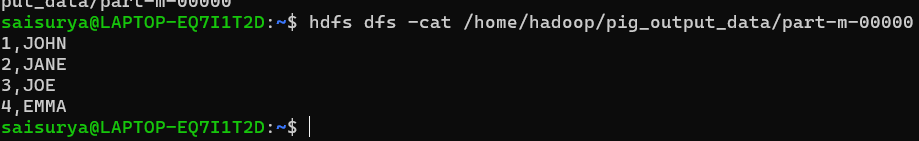 put_data/part-m-00000
saisurya@LAPTOP-EQ7I1T2D:~$ hdfs dfs -cat /home/hadoop/pig_output_data/part-m-00000
1,JOHN
2,JANE
3,JOE
4,EMMA
saisurya@LAPTOP-EQ7I1T2D:~$